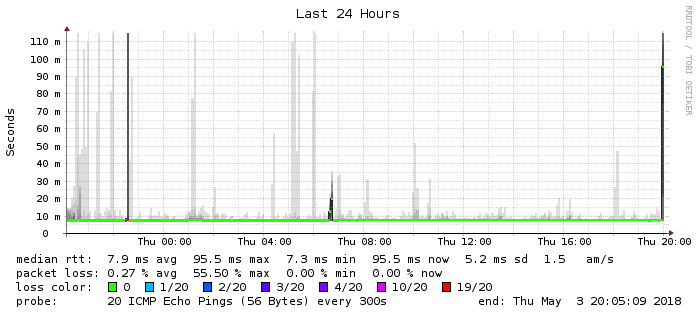 Last 24 Hours
RRDTOOL / TOBI OETIKER
Seconds
110 m
100 m
90 m
80 m
70 m
60 m
50 m
40 m
30 m
20 m
10 m
0
Thu 00:00 Thu 04:00 Thu 08:00 Thu 12:00 Thu 16:00 Thu 20:00
median rtt: 7.9 ms avg 95.5 ms max 7.3 ms min 95.5 ms now 5.2 ms sd 1.5 am/s
packet loss: 0.27 % avg 55.50 % max 0.00 % min 0.00 % now
loss color: 0 1/20 2/20 3/20 4/20 10/20 19/20
probe: 20 ICMP Echo Pings (56 Bytes) every 300s end: Thu May 3 20:05:09 2018